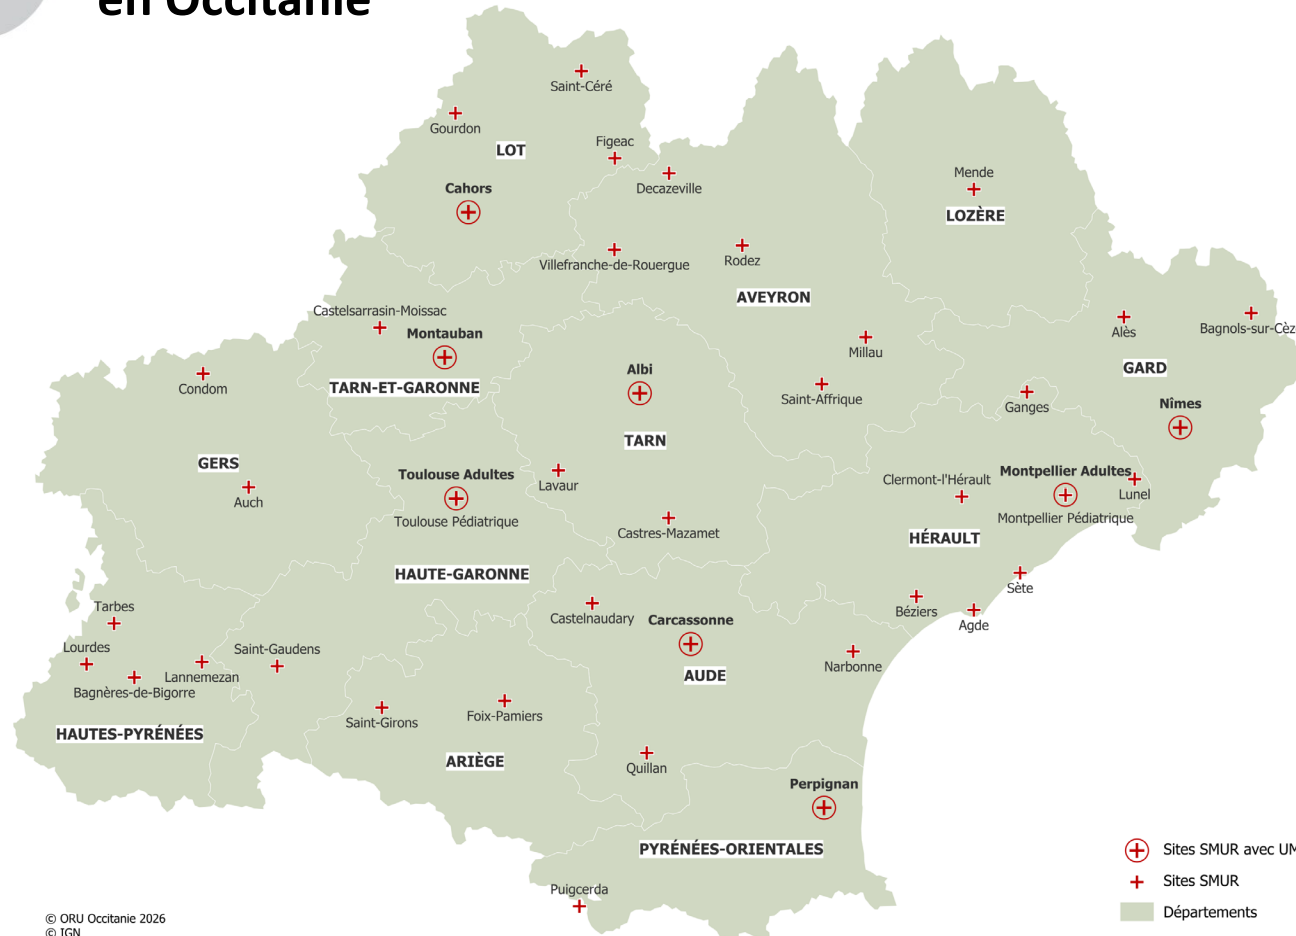 en Occitanie
Saint-Céré
Gourdon
Figeac
LOT
Decazeville
Cahors
Mende
LOZÈRE
Villefranche-de-Rouergue
Rodez
AVEYRON
Castelsarrasin-Moissac
Montauban
TARN-ET-GARONNE
Millau
Alès
Bagnols-sur-Cèz
GARD
Condom
Albi
Saint-Affrique
Ganges
Nîmes
TARN
GERS
Auch
Toulouse Adultes
Toulouse Pédiatrique
Lavaur
Clermont-l'Hérault
Montpellier Adultes
Lunel
Montpellier Pédiatrique
Castres-Mazamet
HÉRAULT
HAUTE-GARONNE
Sète
Tarbes
Castelnaudary
Carcassonne
Béziers
Agde
Lourdes
Saint-Gaudens
Lannemezan
Bagnères-de-Bigorre
Narbonne
AUDE
Saint-Girons
Foix-Pamiers
HAUTES-PYRÉNÉES
ARIÈGE
Quillan
Perpignan
PYRÉNÉES-ORIENTALES
Puigcerda
Sites SMUR avec UM
Sites SMUR
Départements
© ORU Occitanie 2026
© IGN